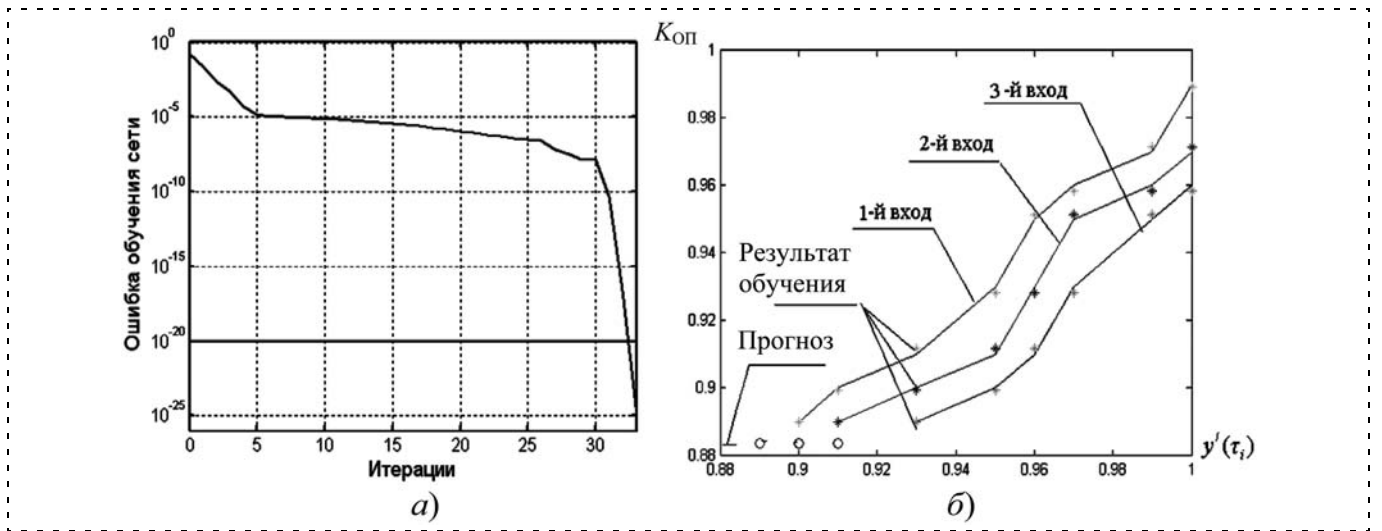 10⁰
10⁻⁵
10⁻¹⁰
10⁻¹⁵
10⁻²⁰
10⁻²⁵
Ошибка обучения сети
0 5 10 15 20 25 30
Итерации
а)
K_ОП
1
0.98
0.96
0.94
0.92
0.9
0.88
3-й вход
2-й вход
1-й вход
Результат
обучения
Прогноз
0.88 0.9 0.92 0.94 0.96 0.98 1
y^j(τ_i)
б)